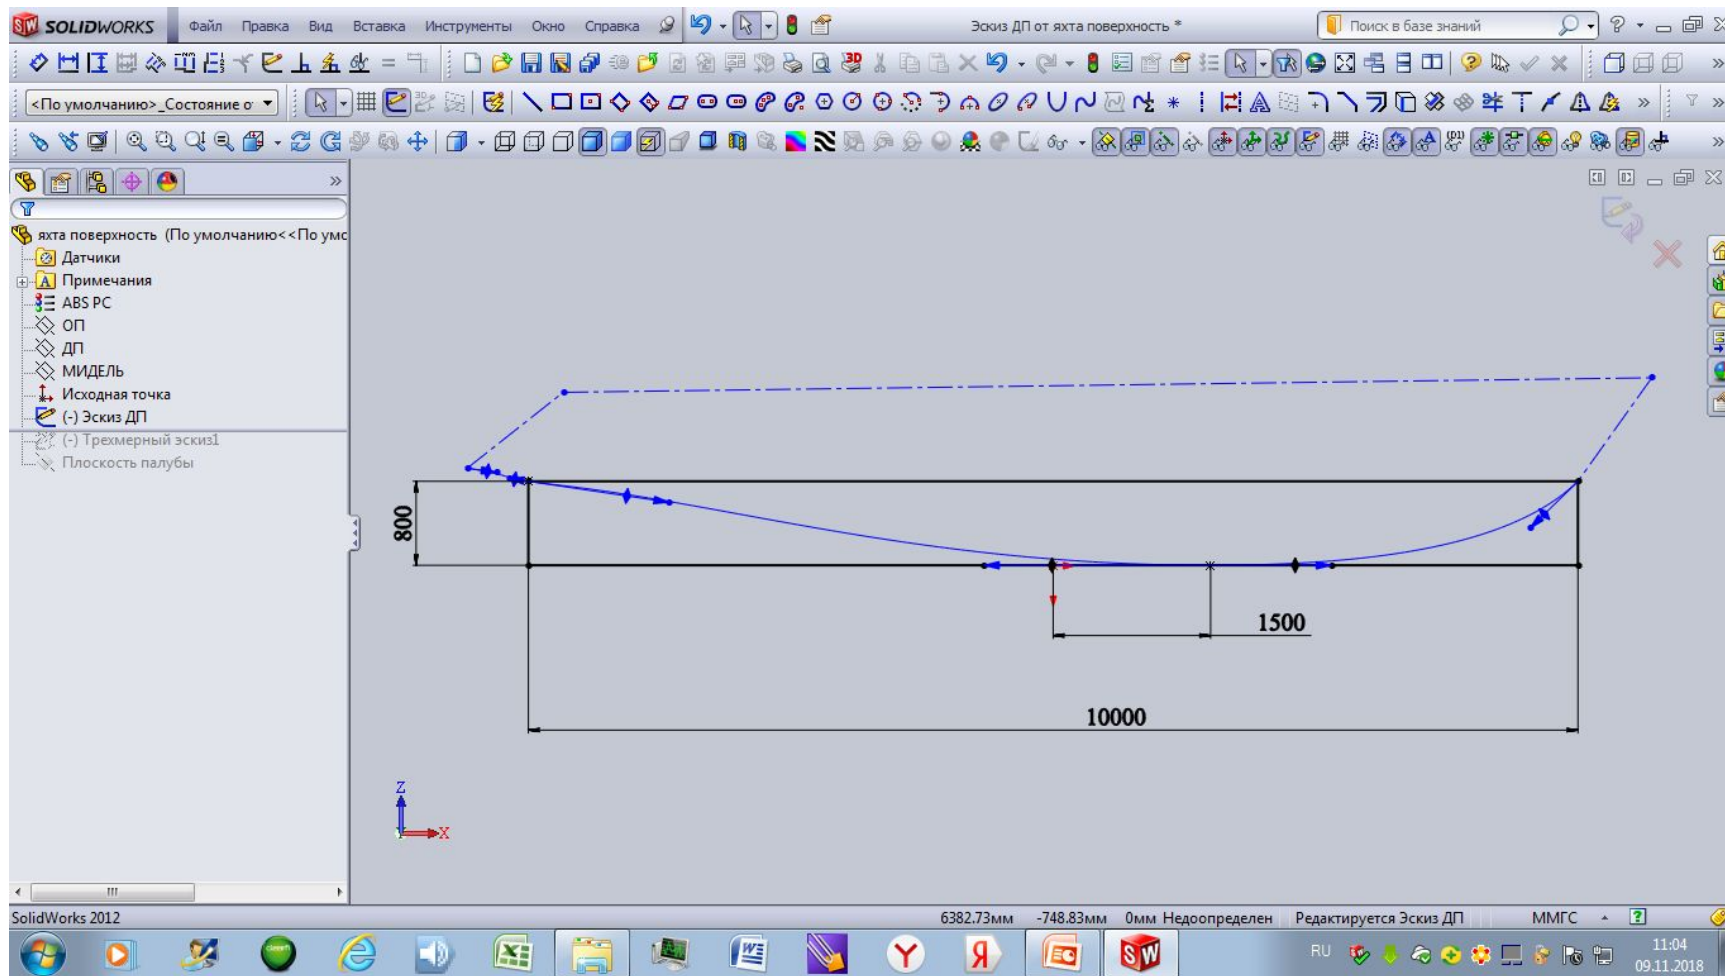 SOLIDWORKS Файл Правка Вид Вставка Инструменты Окно Справка Эскиз ДП от яхта поверхность * Поиск в базе знаний
<По умолчанию>_Состояние о
яхта поверхность (По умолчанию<<По умс
Датчики
Примечания
ABS PC
ОП
ДП
МИДЕЛЬ
Исходная точка
(-) Эскиз ДП
(-) Трехмерный эскиз1
Плоскость палубы
800
1500
10000
Z
X
SolidWorks 2012 6382.73мм -748.83мм 0мм Недоопределен Редактируется Эскиз ДП ММГС
RU 11:04
09.11.2018